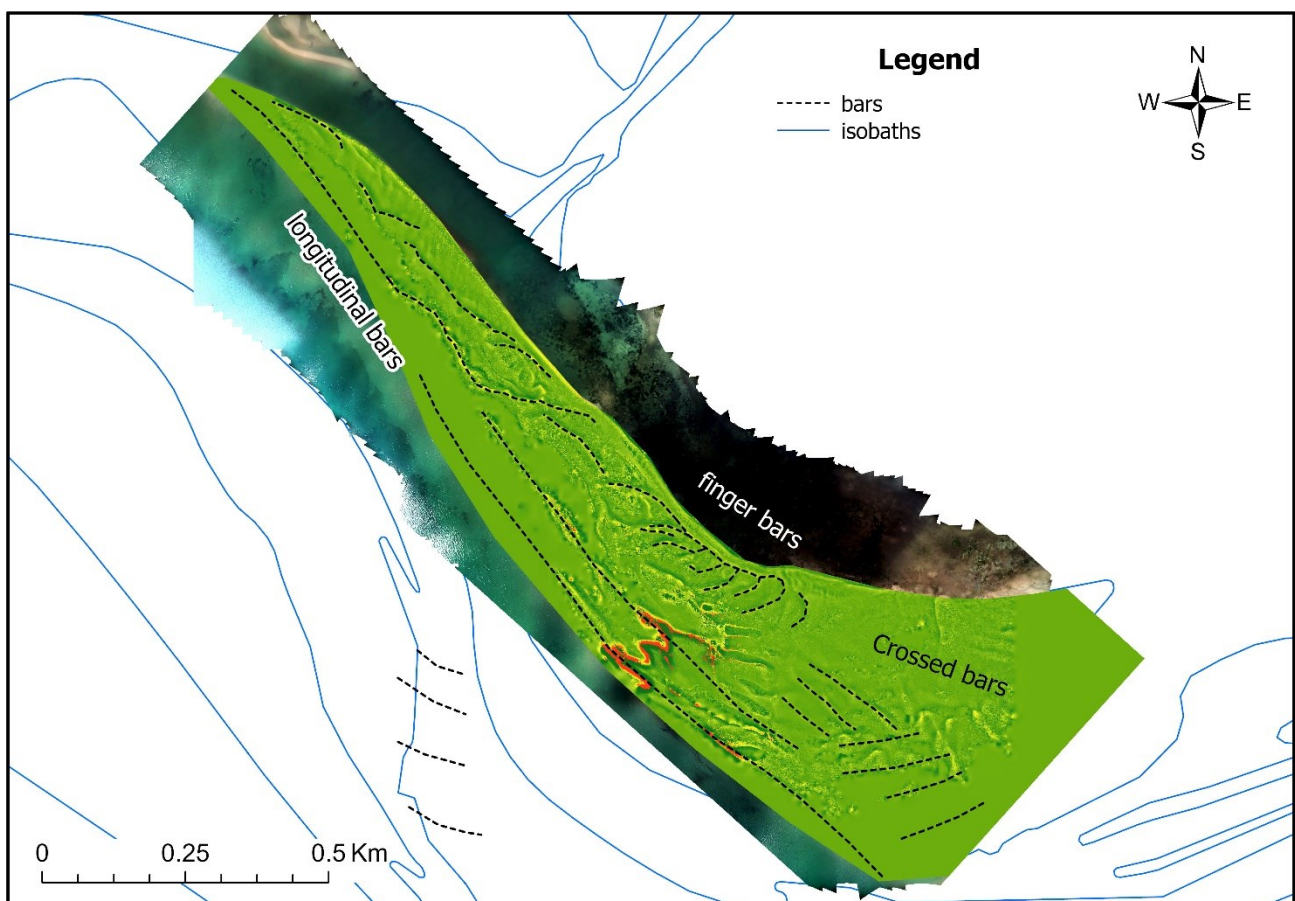 Legend
bars
isobaths
N
W E
S
longitudinal bars
finger bars
Crossed bars
0 0.25 0.5 Km